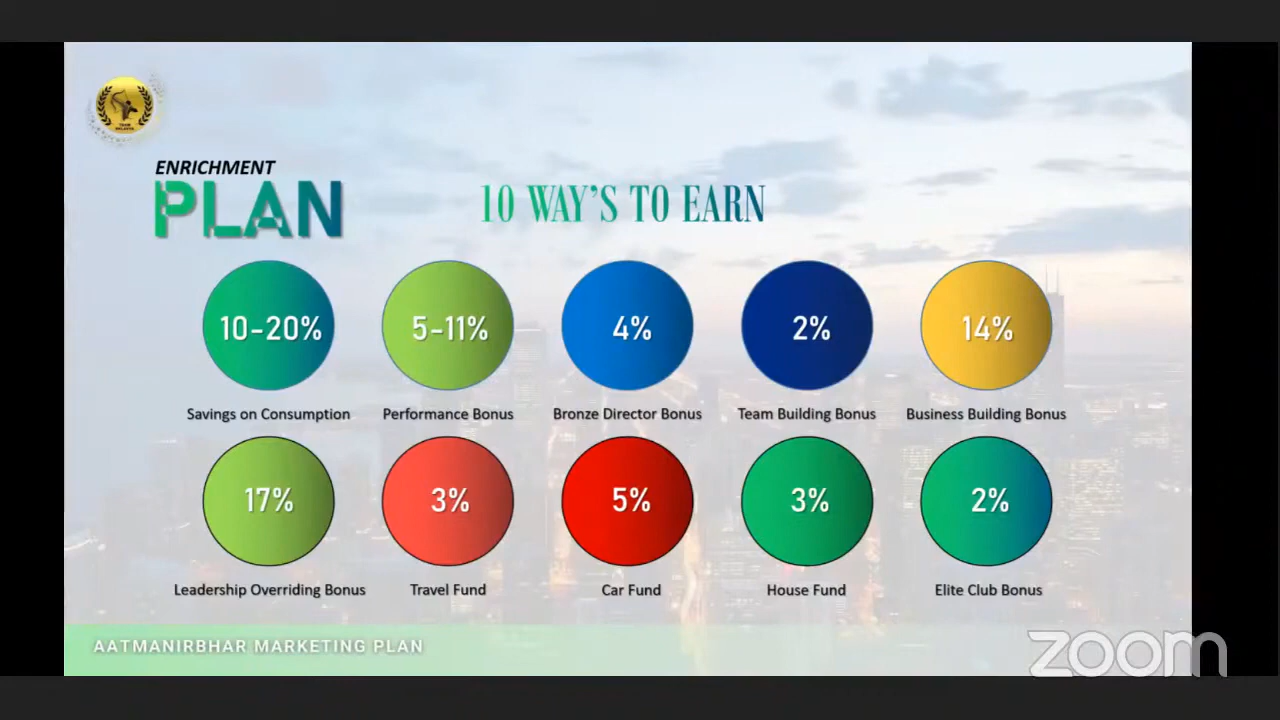 ENRICHMENT
PLAN
10 WAY'S TO EARN
10-20%
5-11%
4%
2%
14%
Savings on Consumption
Performance Bonus
Bronze Director Bonus
Team Building Bonus
Business Building Bonus
17%
3%
5%
3%
2%
Leadership Overriding Bonus
Travel Fund
Car Fund
House Fund
Elite Club Bonus
AATMANIRBHAR MARKETING PLAN
zoom